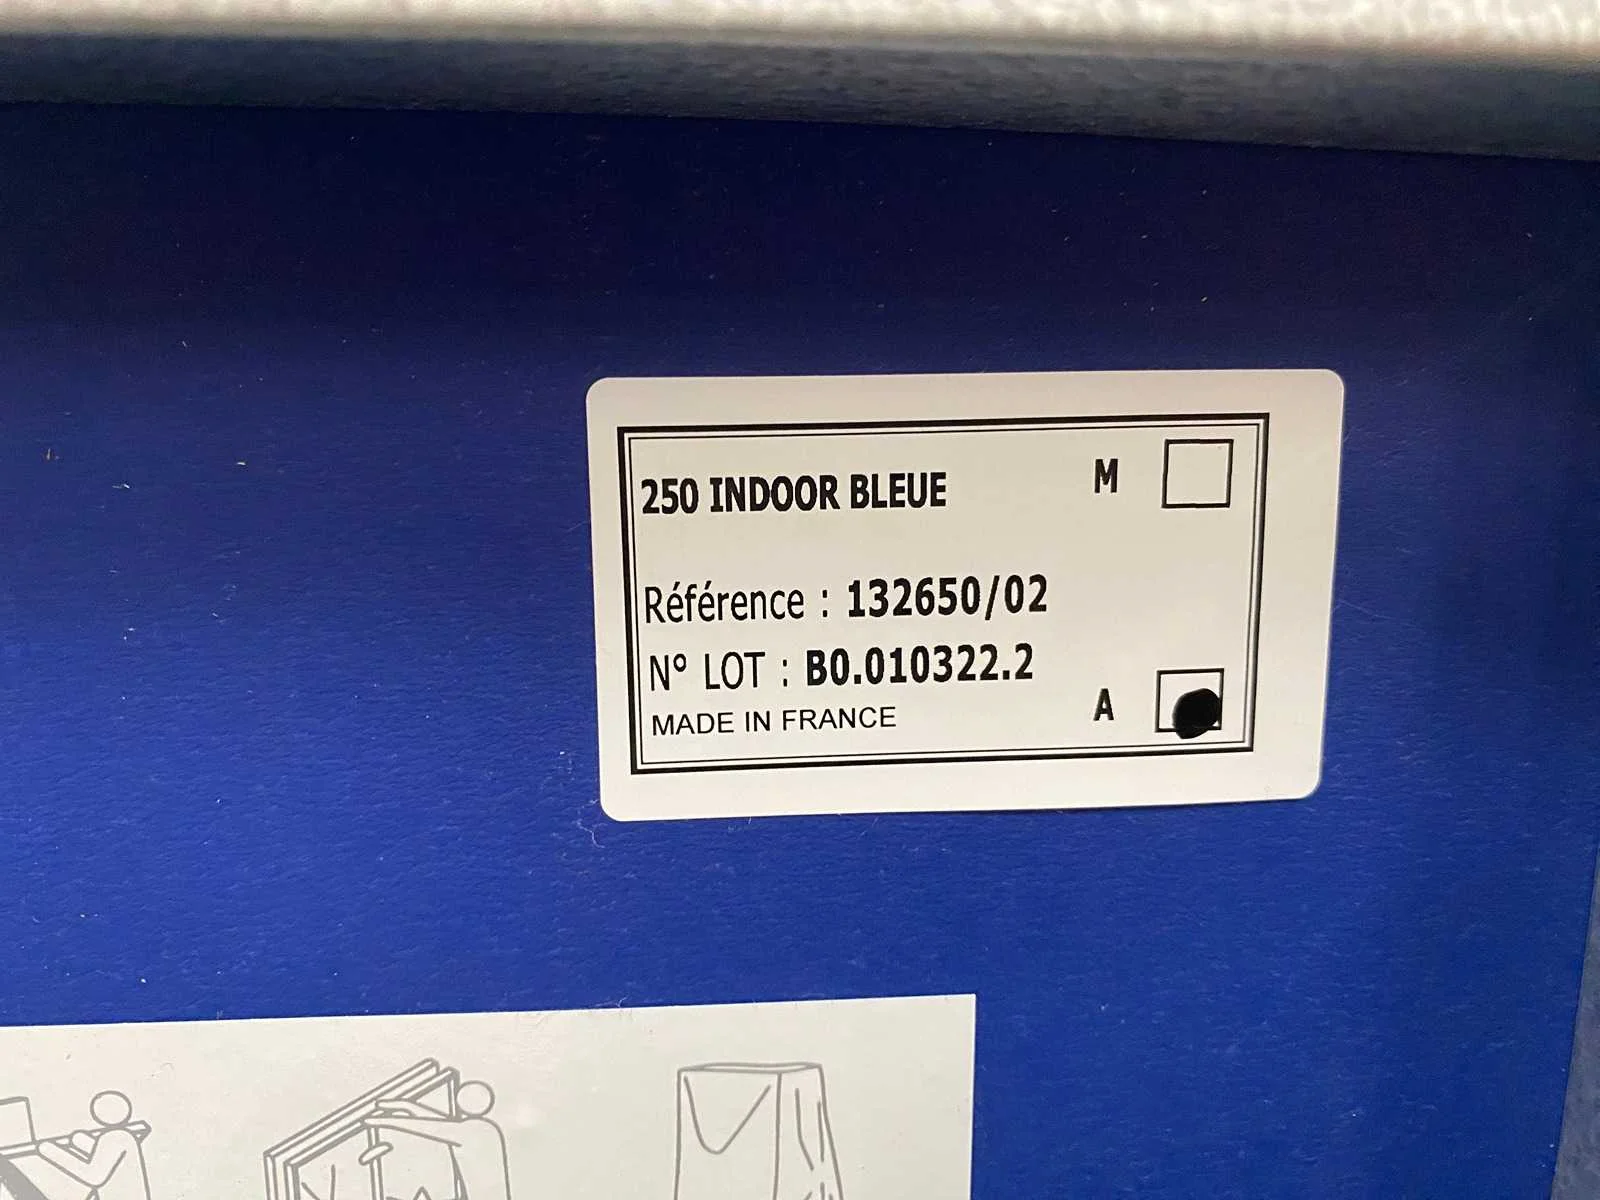 250 INDOOR BLEUE M
Référence : 132650/02
N° LOT : B0.010322.2
MADE IN FRANCE A